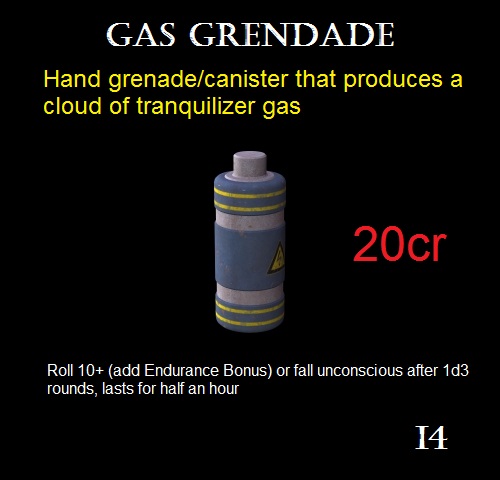 GAS GRENDADE
Hand grenade/canister that produces a
cloud of tranquilizer gas
20cr
Roll 10+ (add Endurance Bonus) or fall unconscious after 1d3
rounds, lasts for half an hour
14